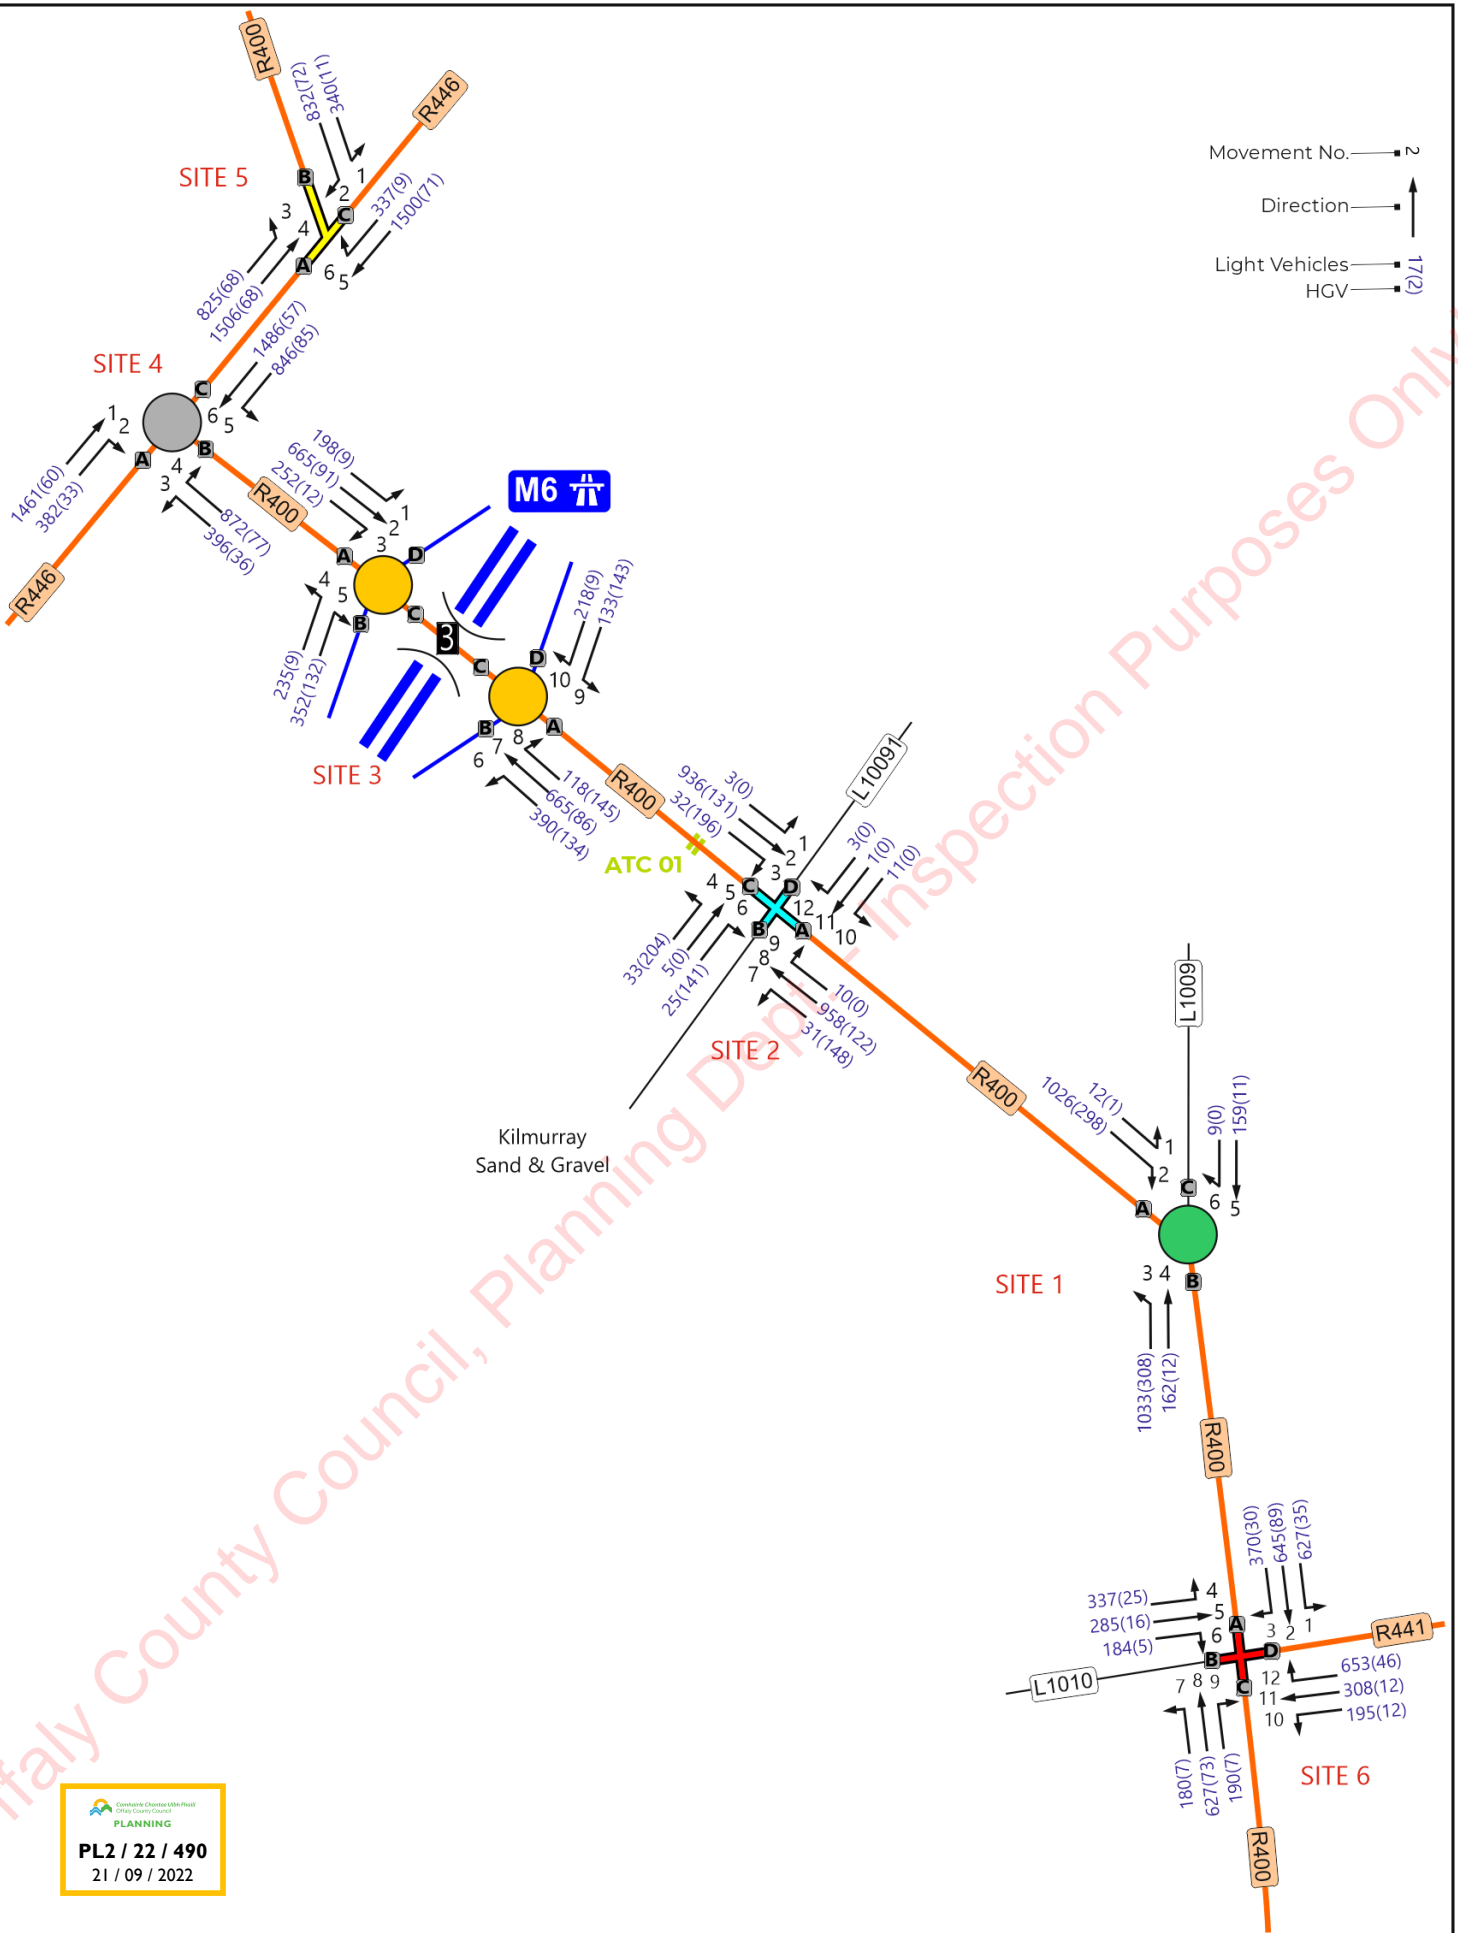 R400
R446
832(72)
340(11)
SITE 5
B
1
2
C
3
4
337(9)
1500(71)
A
6
5
825(68)
1506(68)
Movement No.
2
Direction
Light Vehicles
HGV
17(2)
1486(57)
846(85)
SITE 4
C
6
5
1
2
A
B
4
3
1461(60)
382(33)
872(77)
396(36)
R446
R400
198(9)
665(91)
252(12)
1
2
3
A
D
4
5
B
C
235(9)
352(132)
M6
3
218(9)
133(143)
C
D
10
9
B
A
8
7
6
SITE 3
118(145)
665(86)
390(134)
R400
ATC 01
L10091
3(0)
936(131)
32(196)
1
2
3
3(0)
1(0)
11(0)
4
5
6
C
D
12
11
10
B
A
9
8
7
33(204)
5(0)
25(141)
10(0)
958(122)
31(148)
SITE 2
Kilmurray
Sand & Gravel
R400
L1009
12(1)
1026(298)
9(0)
159(11)
1
2
C
6
5
A
SITE 1
3
4
B
1033(308)
162(12)
R400
370(30)
645(89)
627(35)
337(25)
285(16)
184(5)
4
5
6
A
3
2
1
B
D
R441
L1010
7
8
9
C
12
11
10
653(46)
308(12)
195(12)
180(7)
627(73)
190(7)
SITE 6
R400
Comhairle Chontae Uíbh Fhailí
Offaly County Council
PLANNING
PL2 / 22 / 490
21 / 09 / 2022
ffaly County Council, Planning Dept - Inspection Purposes Only